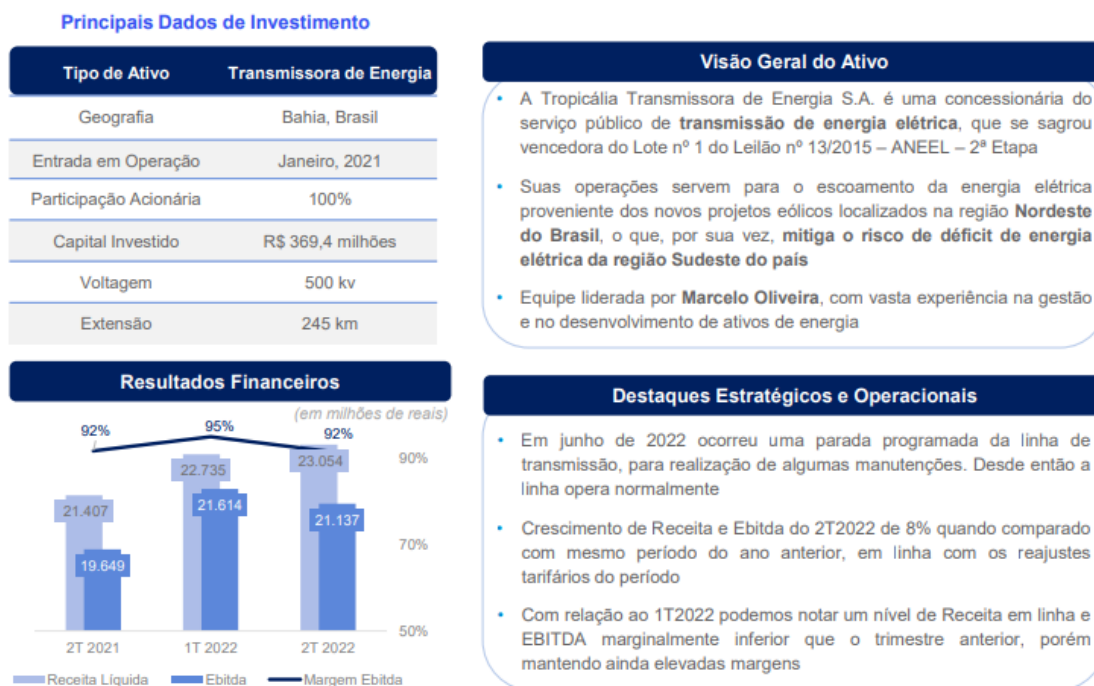 Principais Dados de Investimento
Tipo de Ativo Transmissora de Energia
Geografia Bahia, Brasil
Entrada em Operação Janeiro, 2021
Participação Acionária 100%
Capital Investido R$ 369,4 milhões
Voltagem 500 kv
Extensão 245 km
Resultados Financeiros
(em milhões de reais)
92% 95% 92%
90%
70%
50%
21.407 22.735 23.054
19.649 21.614 21.137
2T 2021 1T 2022 2T 2022
Receita Líquida Ebitda Margem Ebitda
Visão Geral do Ativo
• A Tropicália Transmissora de Energia S.A. é uma concessionária do
serviço público de transmissão de energia elétrica, que se sagrou
vencedora do Lote nº 1 do Leilão nº 13/2015 – ANEEL – 2ª Etapa
• Suas operações servem para o escoamento da energia elétrica
proveniente dos novos projetos eólicos localizados na região Nordeste
do Brasil, o que, por sua vez, mitiga o risco de déficit de energia
elétrica da região Sudeste do país
• Equipe liderada por Marcelo Oliveira, com vasta experiência na gestão
e no desenvolvimento de ativos de energia
Destaques Estratégicos e Operacionais
• Em junho de 2022 ocorreu uma parada programada da linha de
transmissão, para realização de algumas manutenções. Desde então a
linha opera normalmente
• Crescimento de Receita e Ebitda do 2T2022 de 8% quando comparado
com mesmo período do ano anterior, em linha com os reajustes
tarifários do período
• Com relação ao 1T2022 podemos notar um nível de Receita em linha e
EBITDA marginalmente inferior que o trimestre anterior, porém
mantendo ainda elevadas margens